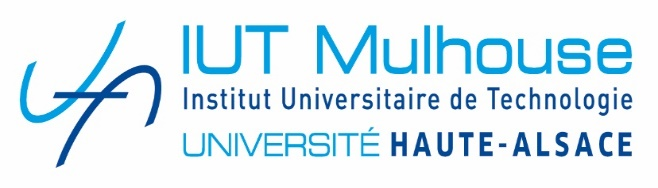 IUT Mulhouse
Institut Universitaire de Technologie
UNIVERSITÉ HAUTE-ALSACE